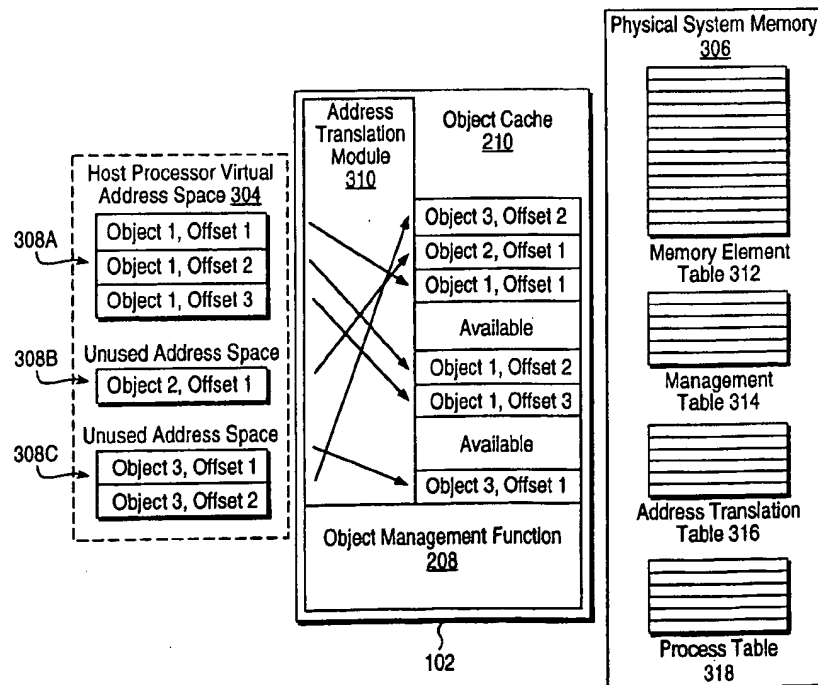 Host Processor Virtual
Address Space 304
308A
Object 1, Offset 1
Object 1, Offset 2
Object 1, Offset 3
Unused Address Space
308B
Object 2, Offset 1
Unused Address Space
308C
Object 3, Offset 1
Object 3, Offset 2
Address
Translation
Module
310
Object Cache
210
Object 3, Offset 2
Object 2, Offset 1
Object 1, Offset 1
Available
Object 1, Offset 2
Object 1, Offset 3
Available
Object 3, Offset 1
Object Management Function
208
102
Physical System Memory
306
Memory Element
Table 312
Management
Table 314
Address Translation
Table 316
Process Table
318